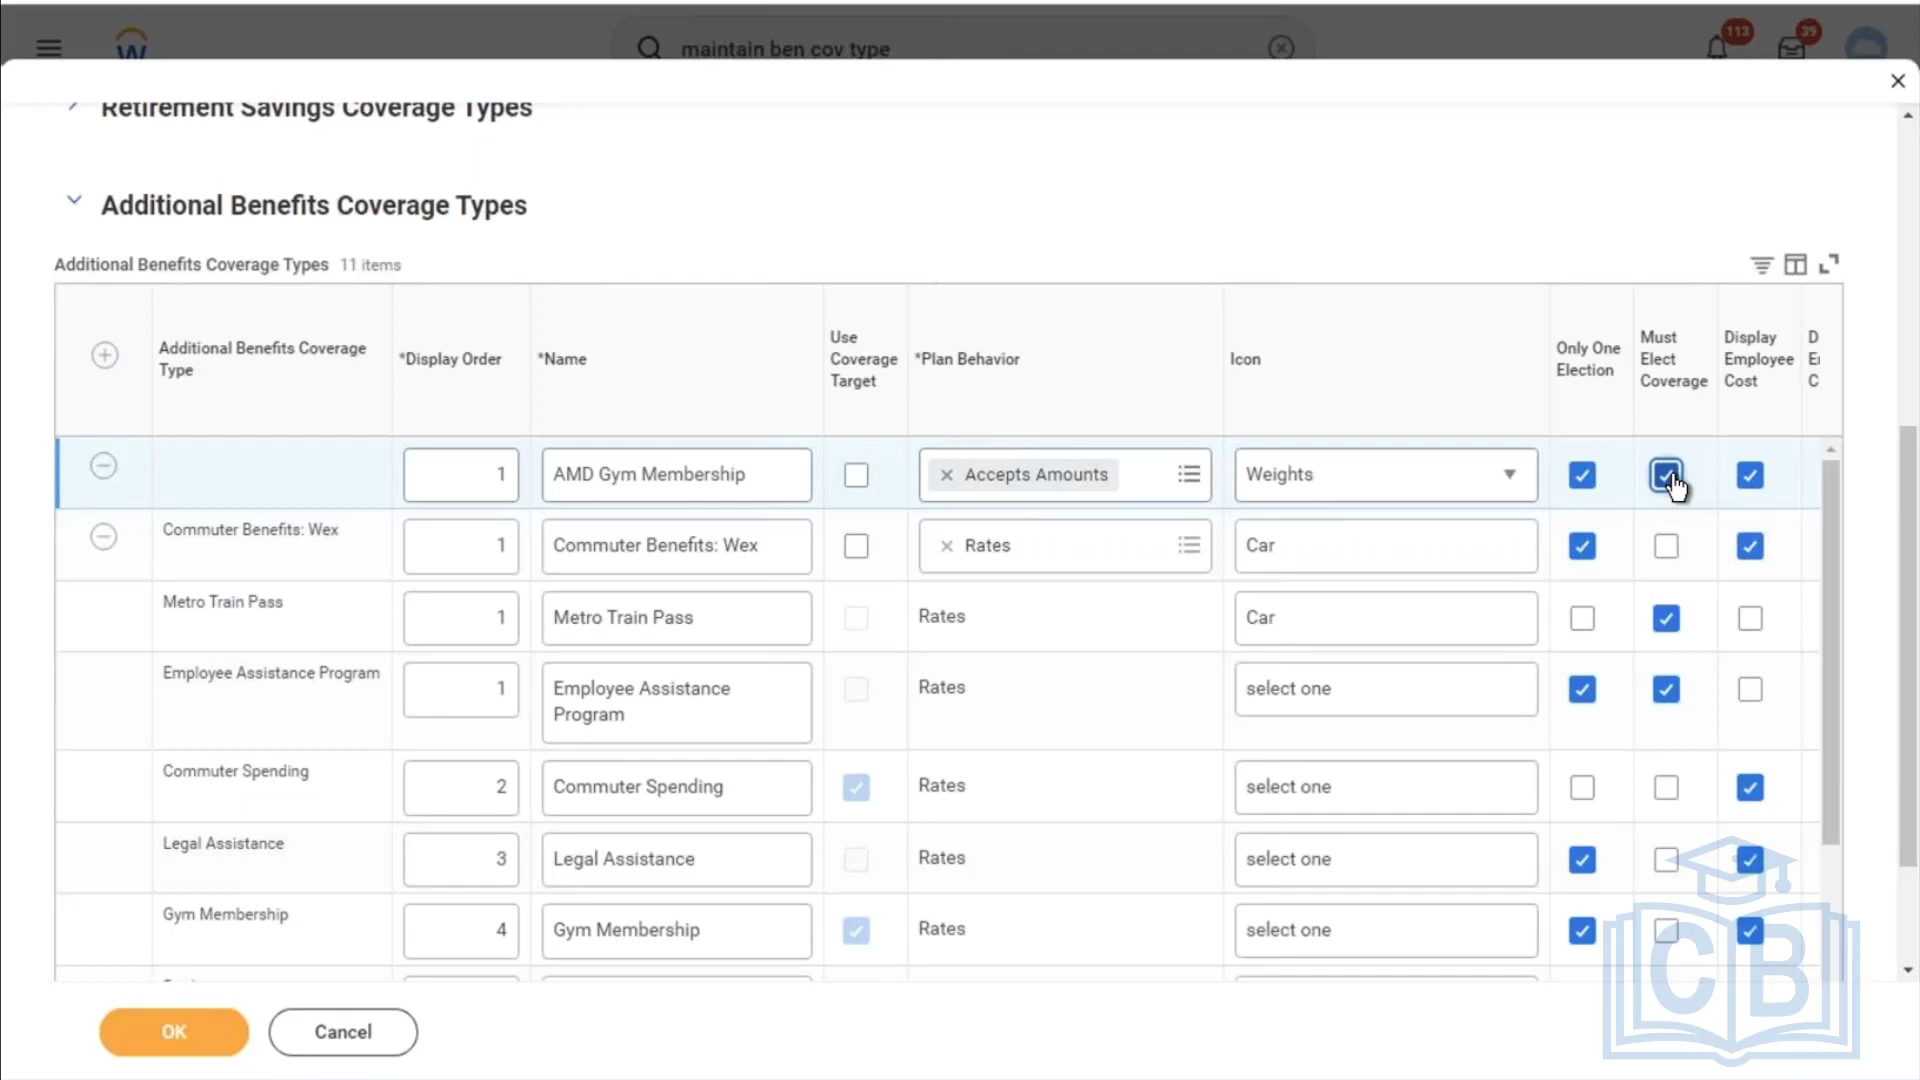 W
maintain ben cov type
113
39
Retirement Savings Coverage Types
Additional Benefits Coverage Types
Additional Benefits Coverage Types 11 items
Additional Benefits Coverage Type
*Display Order
*Name
Use Coverage Target
*Plan Behavior
Icon
Only One Election
Must Elect Coverage
Display Employee Cost
1
AMD Gym Membership
Accepts Amounts
Weights
Commuter Benefits: Wex
1
Commuter Benefits: Wex
Rates
Car
Metro Train Pass
1
Metro Train Pass
Rates
Car
Employee Assistance Program
1
Employee Assistance Program
Rates
select one
Commuter Spending
2
Commuter Spending
Rates
select one
Legal Assistance
3
Legal Assistance
Rates
select one
Gym Membership
4
Gym Membership
Rates
select one
OK
Cancel
CB